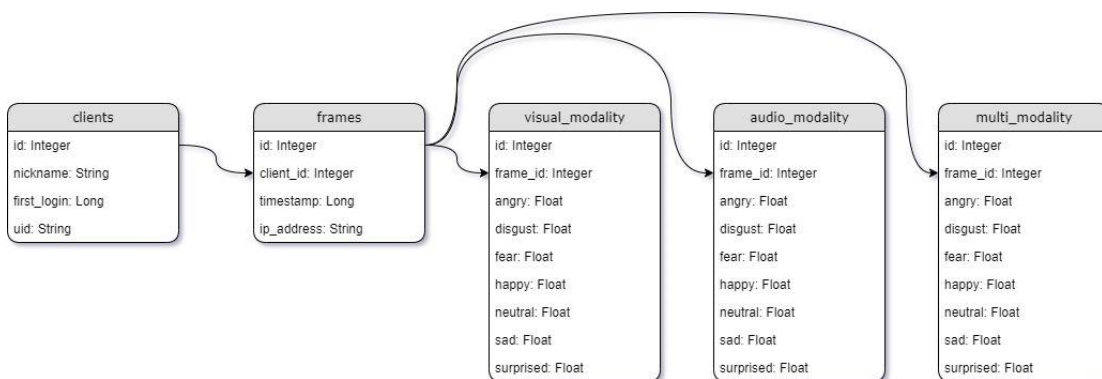 clients
id: Integer
nickname: String
first_login: Long
uid: String
frames
id: Integer
client_id: Integer
timestamp: Long
ip_address: String
visual_modality
id: Integer
frame_id: Integer
angry: Float
disgust: Float
fear: Float
happy: Float
neutral: Float
sad: Float
surprised: Float
audio_modality
id: Integer
frame_id: Integer
angry: Float
disgust: Float
fear: Float
happy: Float
neutral: Float
sad: Float
surprised: Float
multi_modality
id: Integer
frame_id: Integer
angry: Float
disgust: Float
fear: Float
happy: Float
neutral: Float
sad: Float
surprised: Float